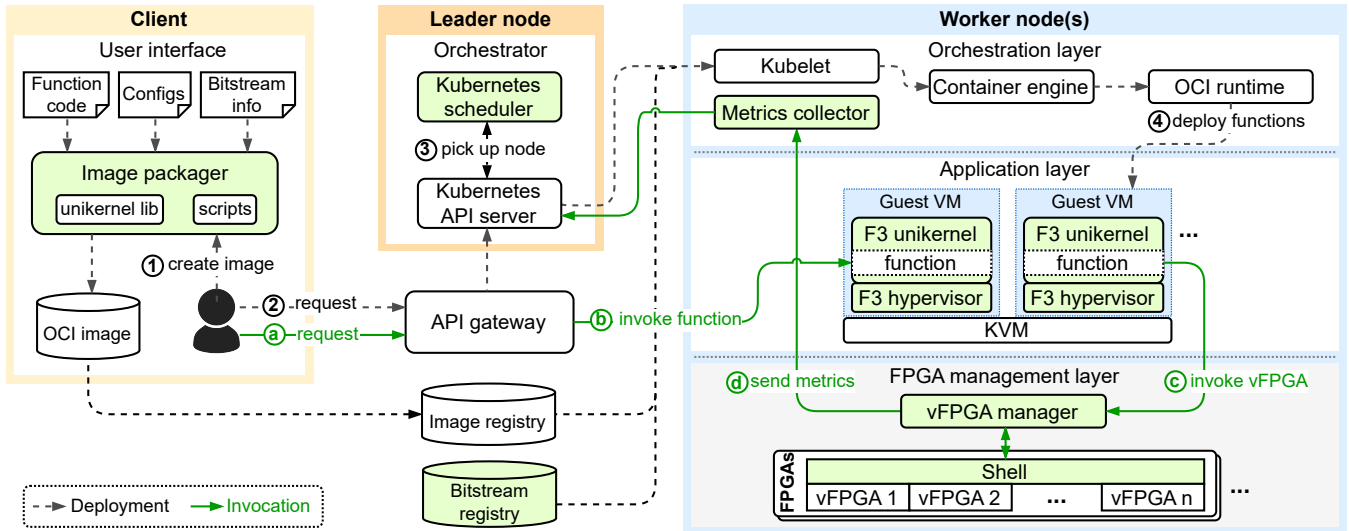 Client
User interface
Function
code
Configs
Bitstream
info
Image packager
unikernel lib
scripts
1 create image
OCI image
2 request
a request
Leader node
Orchestrator
Kubernetes
scheduler
3 pick up node
Kubernetes
API server
API gateway
Image registry
Bitstream
registry
b invoke function
Worker node(s)
Orchestration layer
Kubelet
Container engine
OCI runtime
Metrics collector
4 deploy functions
Application layer
Guest VM
F3 unikernel
function
F3 hypervisor
Guest VM
F3 unikernel
function
F3 hypervisor
...
KVM
FPGA management layer
d send metrics
c invoke vFPGA
vFPGA manager
FPGAs
Shell
vFPGA 1
vFPGA 2
...
vFPGA n
...
Deployment
Invocation